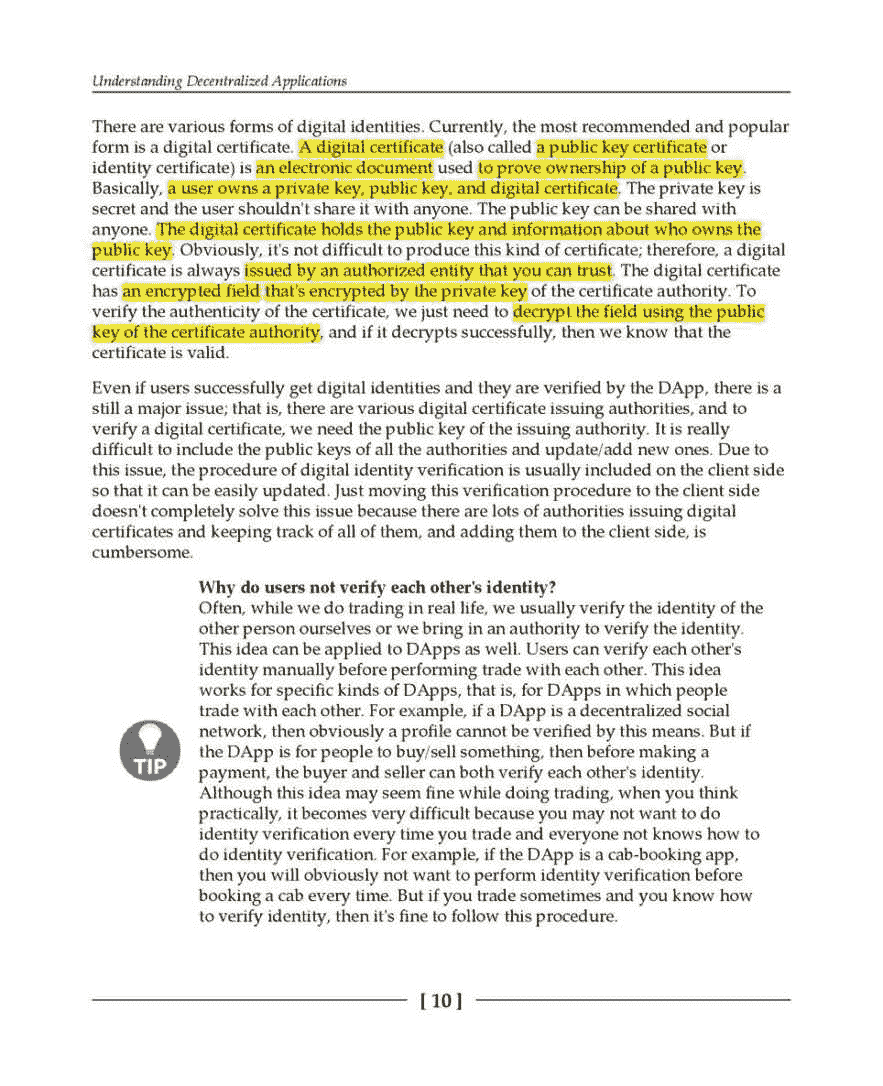 Understanding Decentralized Applications
There are various forms of digital identities. Currently, the most recommended and popular
form is a digital certificate. A digital certificate (also called a public key certificate or
identity certificate) is an electronic document used to prove ownership of a public key.
Basically, a user owns a private key, public key, and digital certificate. The private key is
secret and the user shouldn't share it with anyone. The public key can be shared with
anyone. The digital certificate holds the public key and information about who owns the
public key. Obviously, it's not difficult to produce this kind of certificate; therefore, a digital
certificate is always issued by an authorized entity that you can trust. The digital certificate
has an encrypted field that's encrypted by the private key of the certificate authority. To
verify the authenticity of the certificate, we just need to decrypt the field using the public
key of the certificate authority, and if it decrypts successfully, then we know that the
certificate is valid.
Even if users successfully get digital identities and they are verified by the DApp, there is a
still a major issue; that is, there are various digital certificate issuing authorities, and to
verify a digital certificate, we need the public key of the issuing authority. It is really
difficult to include the public keys of all the authorities and update/add new ones. Due to
this issue, the procedure of digital identity verification is usually included on the client side
so that it can be easily updated. Just moving this verification procedure to the client side
doesn't completely solve this issue because there are lots of authorities issuing digital
certificates and keeping track of all of them, and adding them to the client side, is
cumbersome.
Why do users not verify each other's identity?
Often, while we do trading in real life, we usually verify the identity of the
other person ourselves or we bring in an authority to verify the identity.
This idea can be applied to DApps as well. Users can verify each other's
identity manually before performing trade with each other. This idea
works for specific kinds of DApps, that is, for DApps in which people
trade with each other. For example, if a DApp is a decentralized social
network, then obviously a profile cannot be verified by this means. But if
the DApp is for people to buy/sell something, then before making a
TIP
payment, the buyer and seller can both verify each other's identity.
Although this idea may seem fine while doing trading, when you think
practically, it becomes very difficult because you may not want to do
identity verification every time you trade and everyone not knows how to
do identity verification. For example, if the DApp is a cab-booking app,
then you will obviously not want to perform identity verification before
booking a cab every time. But if you trade sometimes and you know how
to verify identity, then it's fine to follow this procedure.
[ 10 ]